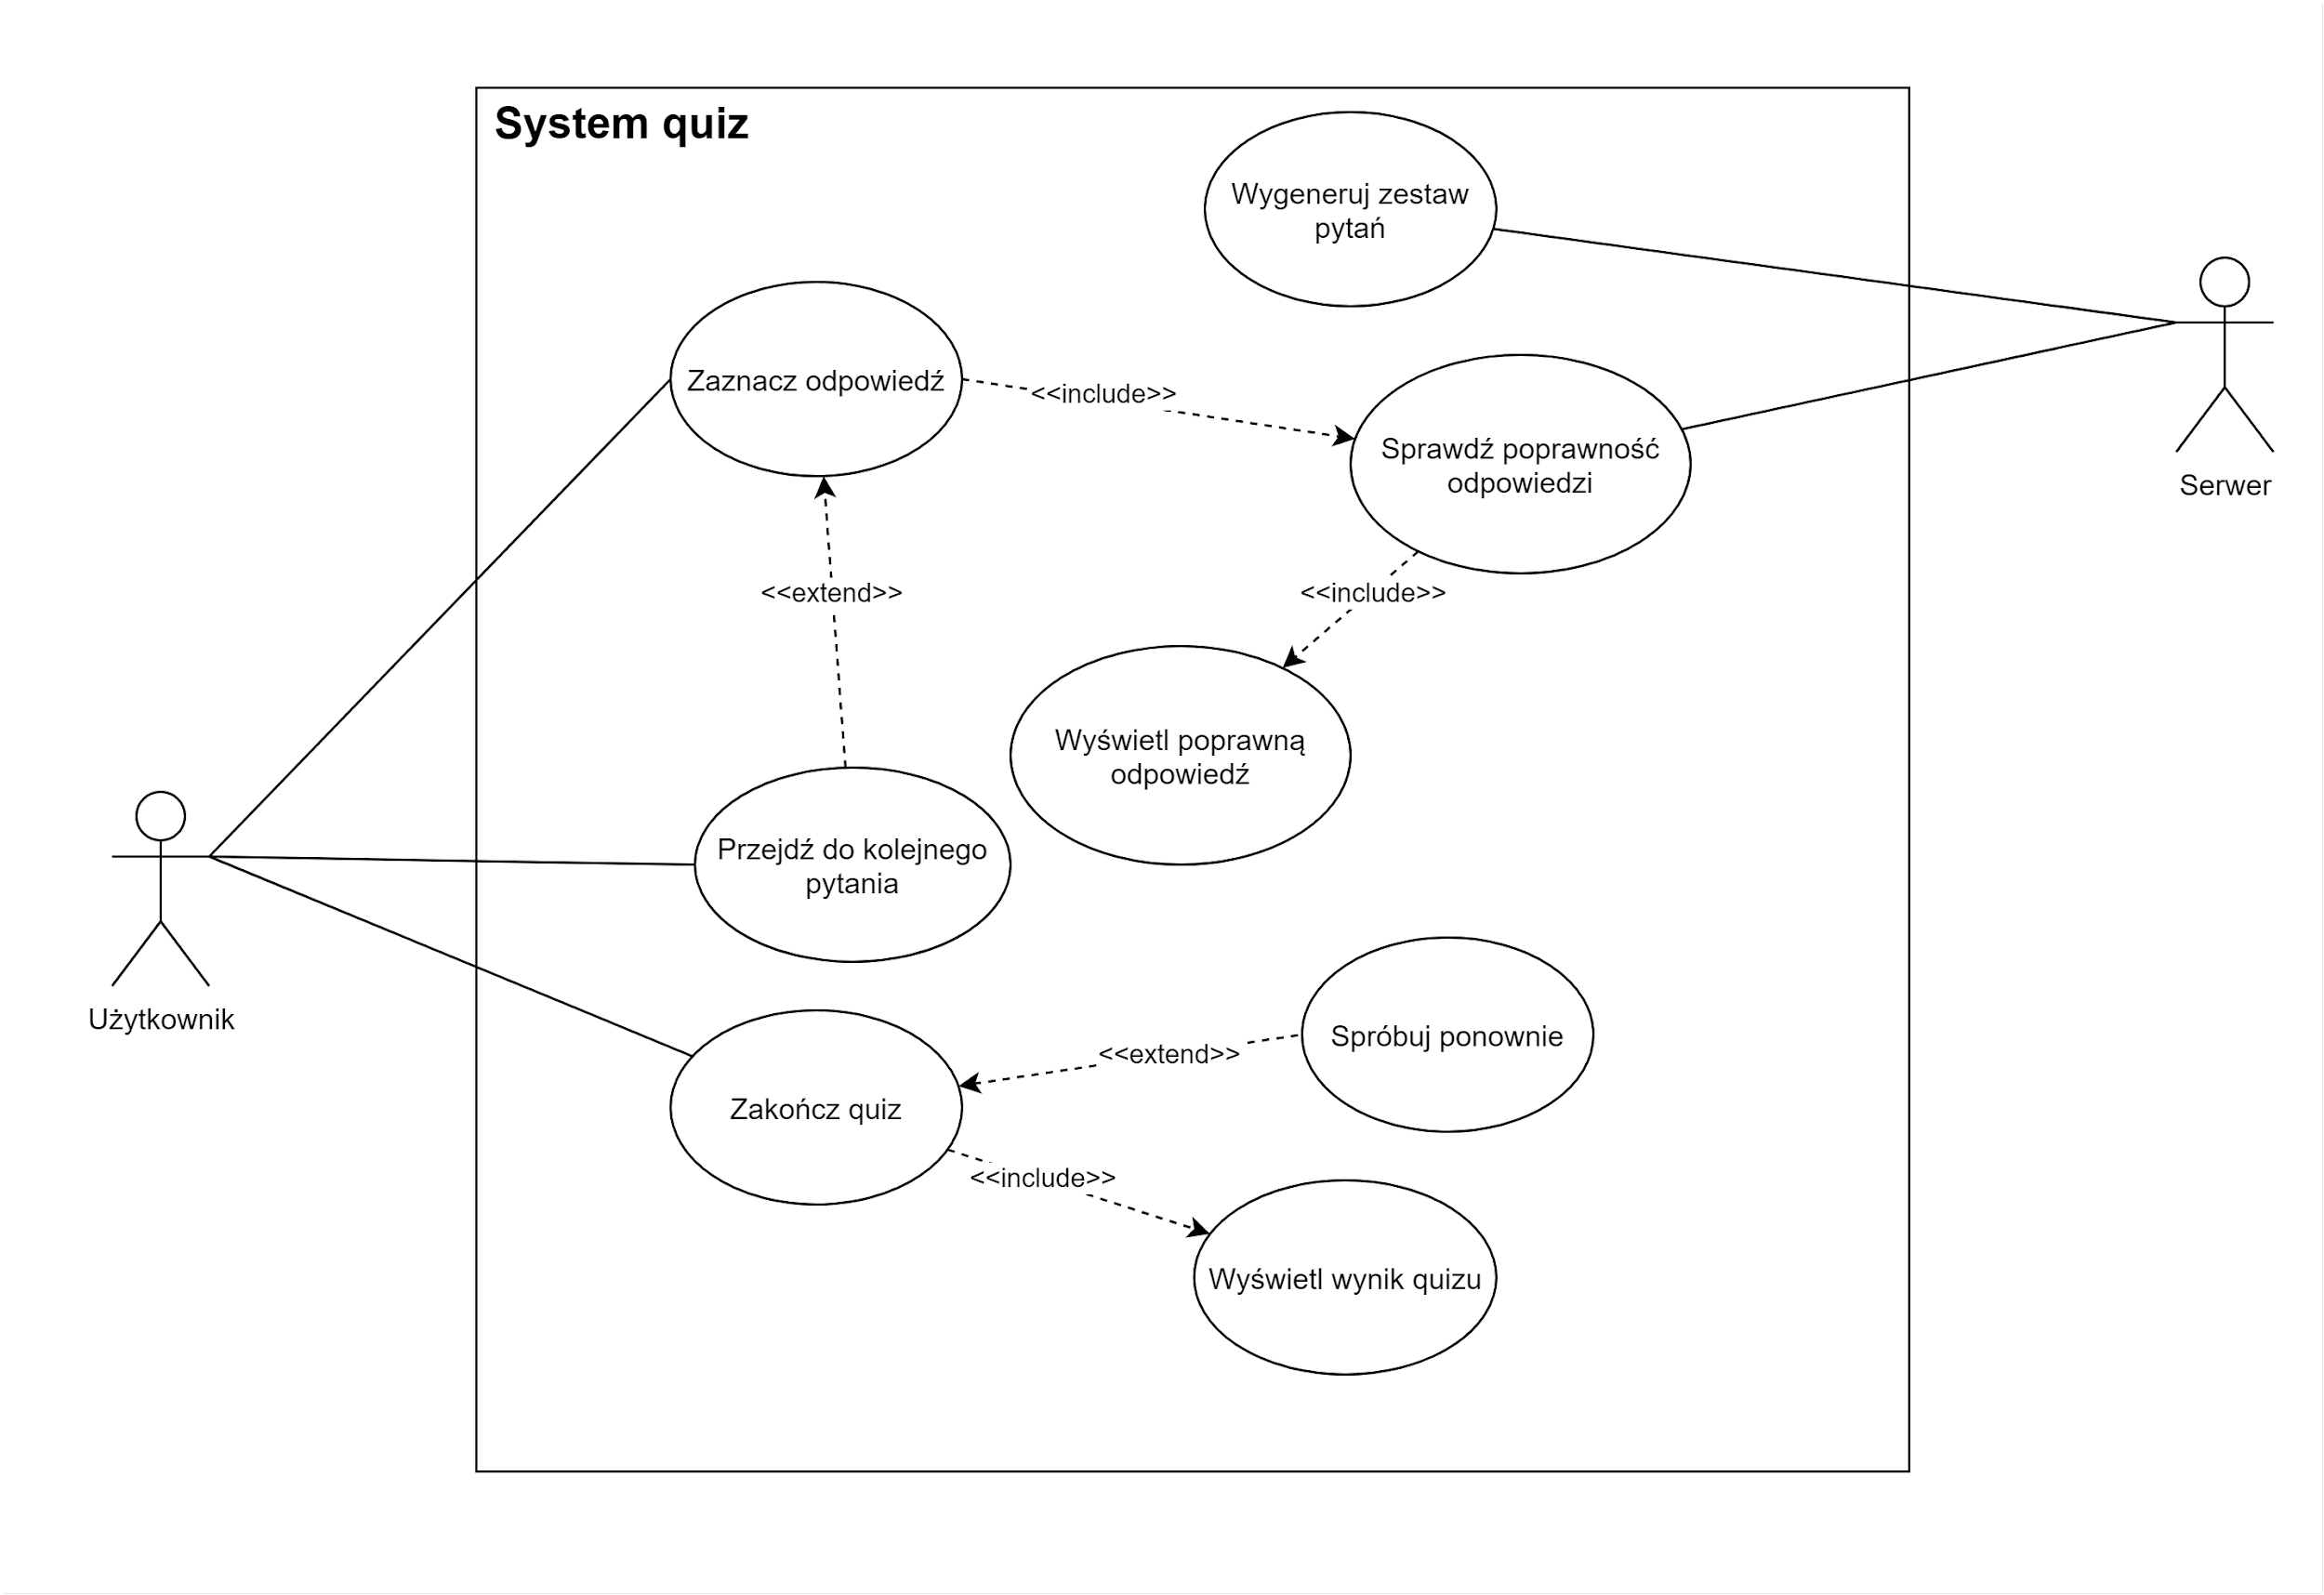 System quiz
Wygeneruj zestaw
pytań
Zaznacz odpowiedź
<<include>>
Sprawdź poprawność
odpowiedzi
Serwer
<<extend>>
<<include>>
Wyświetl poprawną
odpowiedź
Przejdź do kolejnego
pytania
Użytkownik
Spróbuj ponownie
<<extend>>
Zakończ quiz
<<include>>
Wyświetl wynik quizu